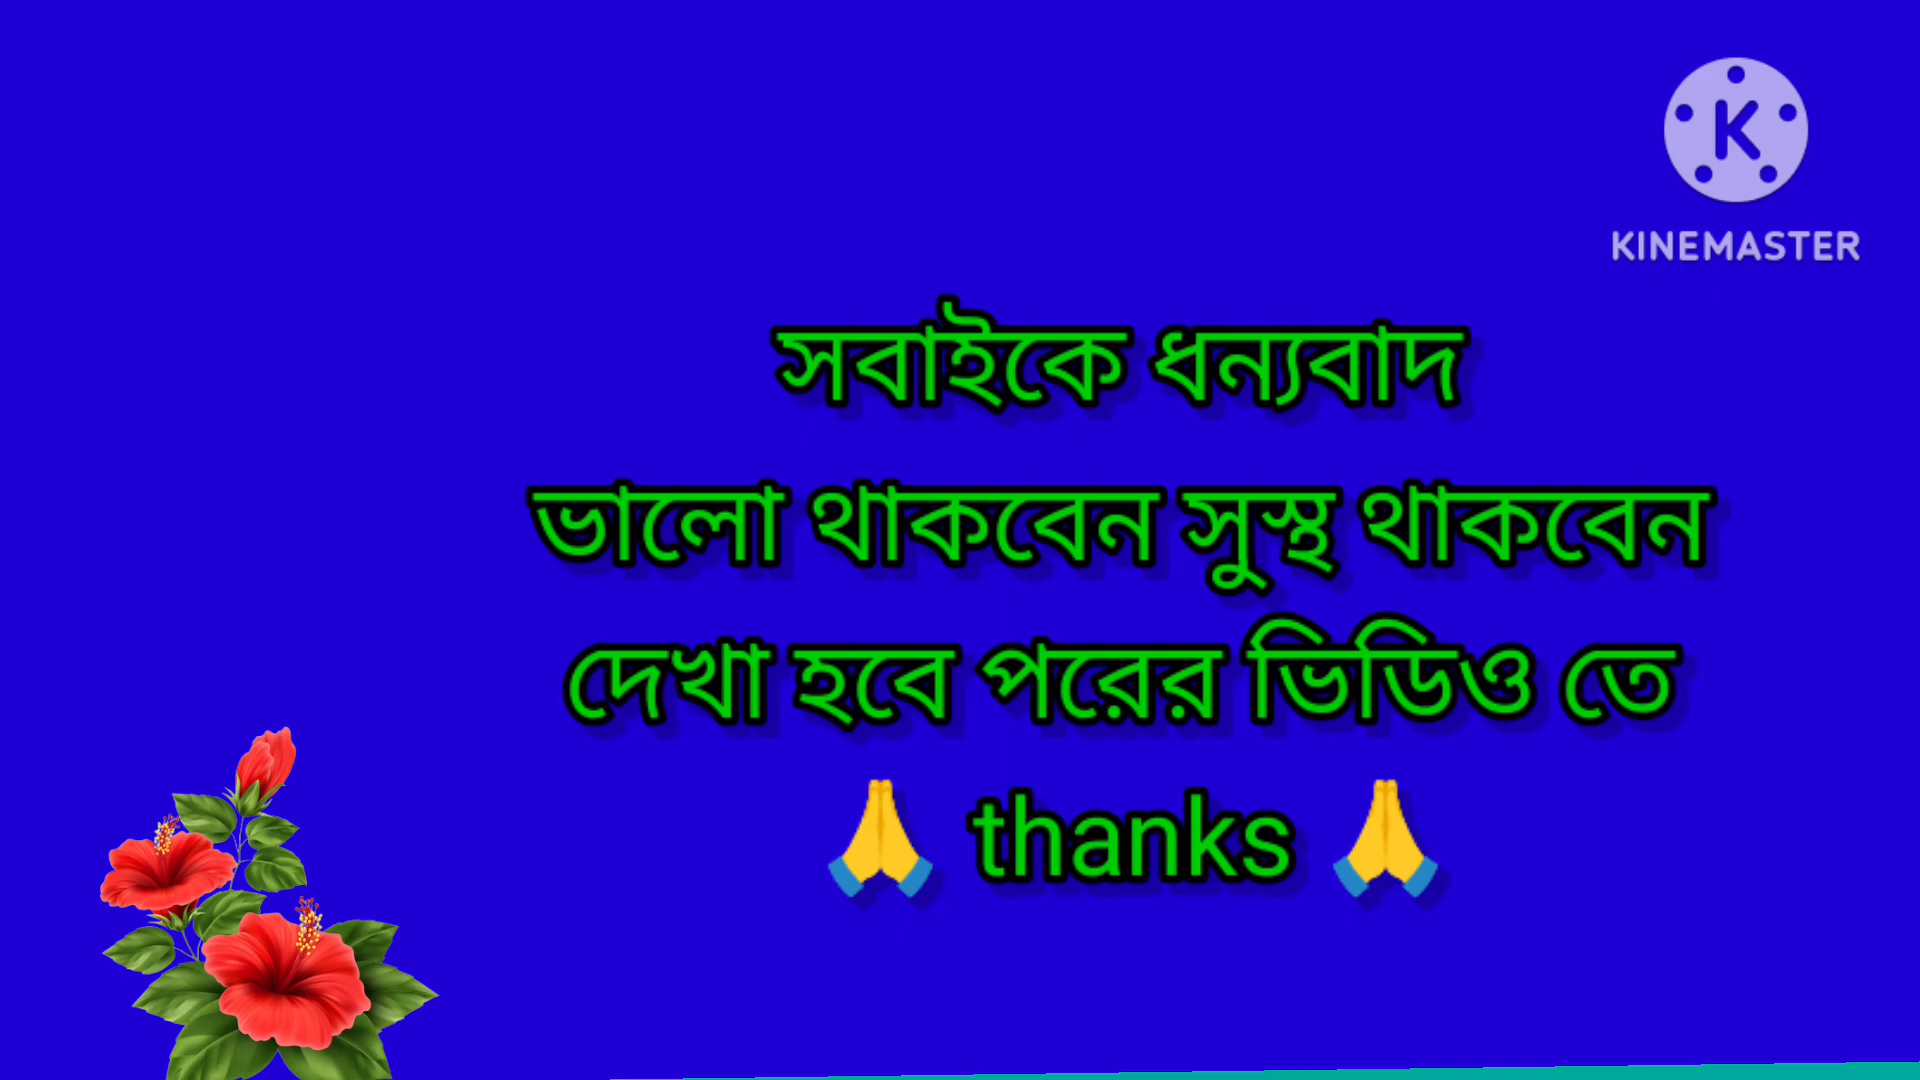 K
KINEMASTER
সবাইকে ধন্যবাদ
ভালো থাকবেন সুস্থ থাকবেন
দেখা হবে পরের ভিডিও তে
🙏 thanks 🙏